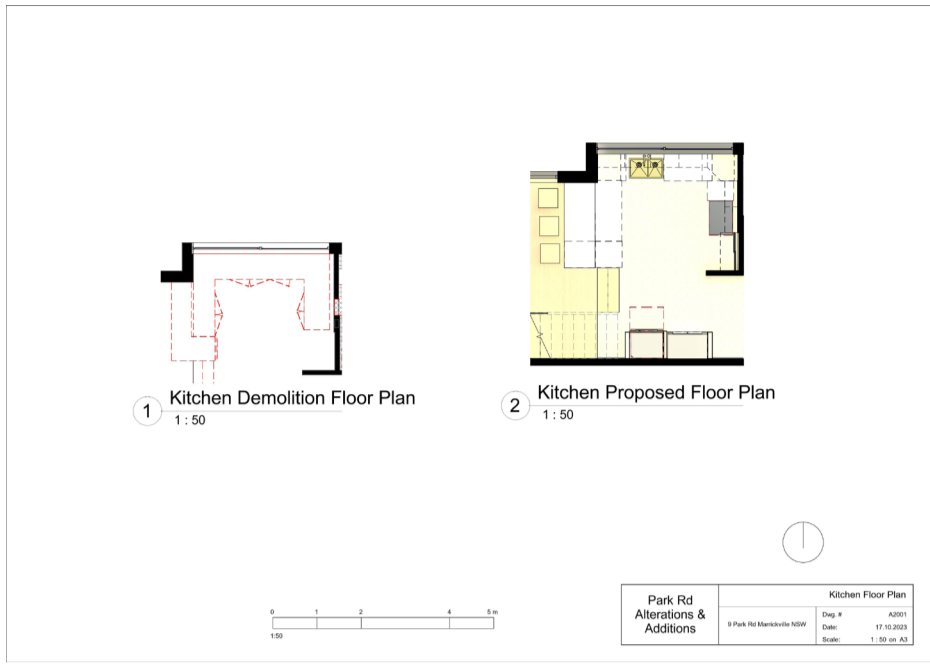 1
Kitchen Demolition Floor Plan
1 : 50
2
Kitchen Proposed Floor Plan
1 : 50
0 1 2 4 5 m
1:50
Park Rd
Alterations &
Additions
9 Park Rd Marrickville NSW
Kitchen Floor Plan
Dwg. # A2001
Date: 17.10.2023
Scale: 1 : 50 on A3